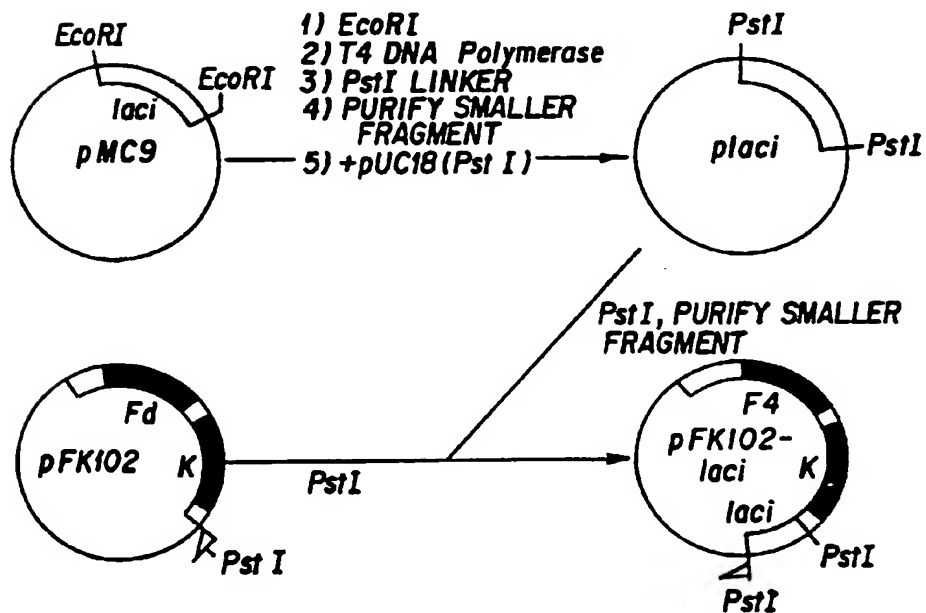 EcoRI
EcoRI
laci
pMC9
1) EcoRI
2) T4 DNA Polymerase
3) PstI LINKER
4) PURIFY SMALLER
FRAGMENT
5) +pUC18(Pst I)
PstI
placi
PstI
PstI, PURIFY SMALLER
FRAGMENT
Fd
pFK102
K
Pst I
PstI
F4
pFK102-
laci
K
laci
PstI
PstI